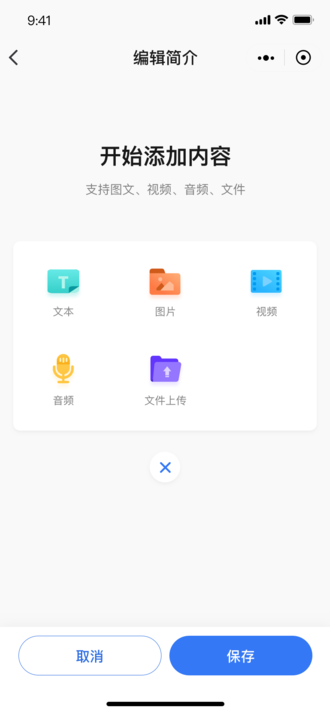 9:41
编辑简介
开始添加内容
支持图文、视频、音频、文件
T
文本
图片
视频
音频
文件上传
取消
保存